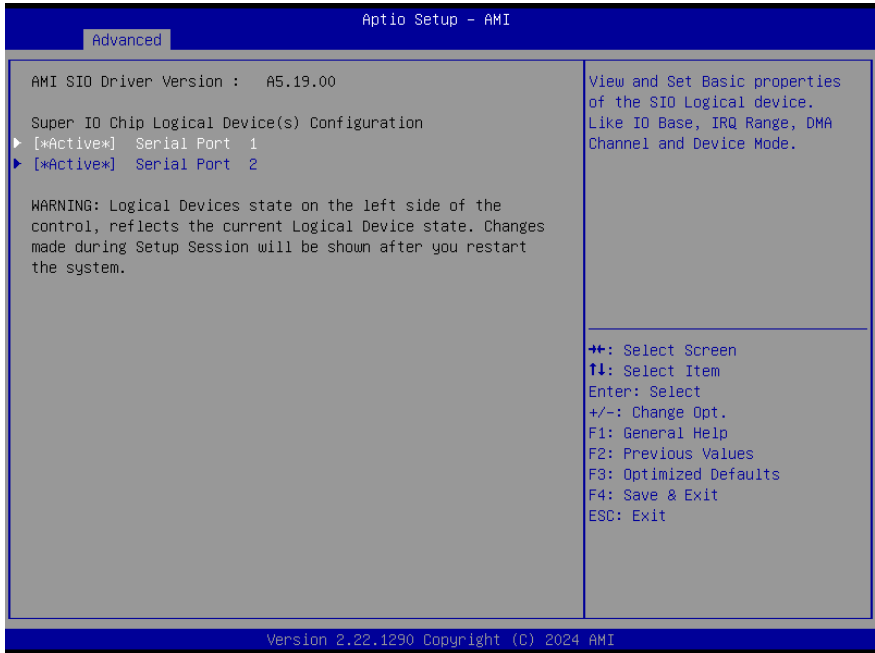 Aptio Setup – AMI
Advanced
AMI SIO Driver Version :   A5.19.00
Super IO Chip Logical Device(s) Configuration
[*Active*]  Serial Port  1
[*Active*]  Serial Port  2
WARNING: Logical Devices state on the left side of the
control, reflects the current Logical Device state. Changes
made during Setup Session will be shown after you restart
the system.
View and Set Basic properties
of the SIO Logical device.
Like IO Base, IRQ Range, DMA
Channel and Device Mode.
→←: Select Screen
↑↓: Select Item
Enter: Select
+/-: Change Opt.
F1: General Help
F2: Previous Values
F3: Optimized Defaults
F4: Save & Exit
ESC: Exit
Version 2.22.1290 Copyright (C) 2024 AMI